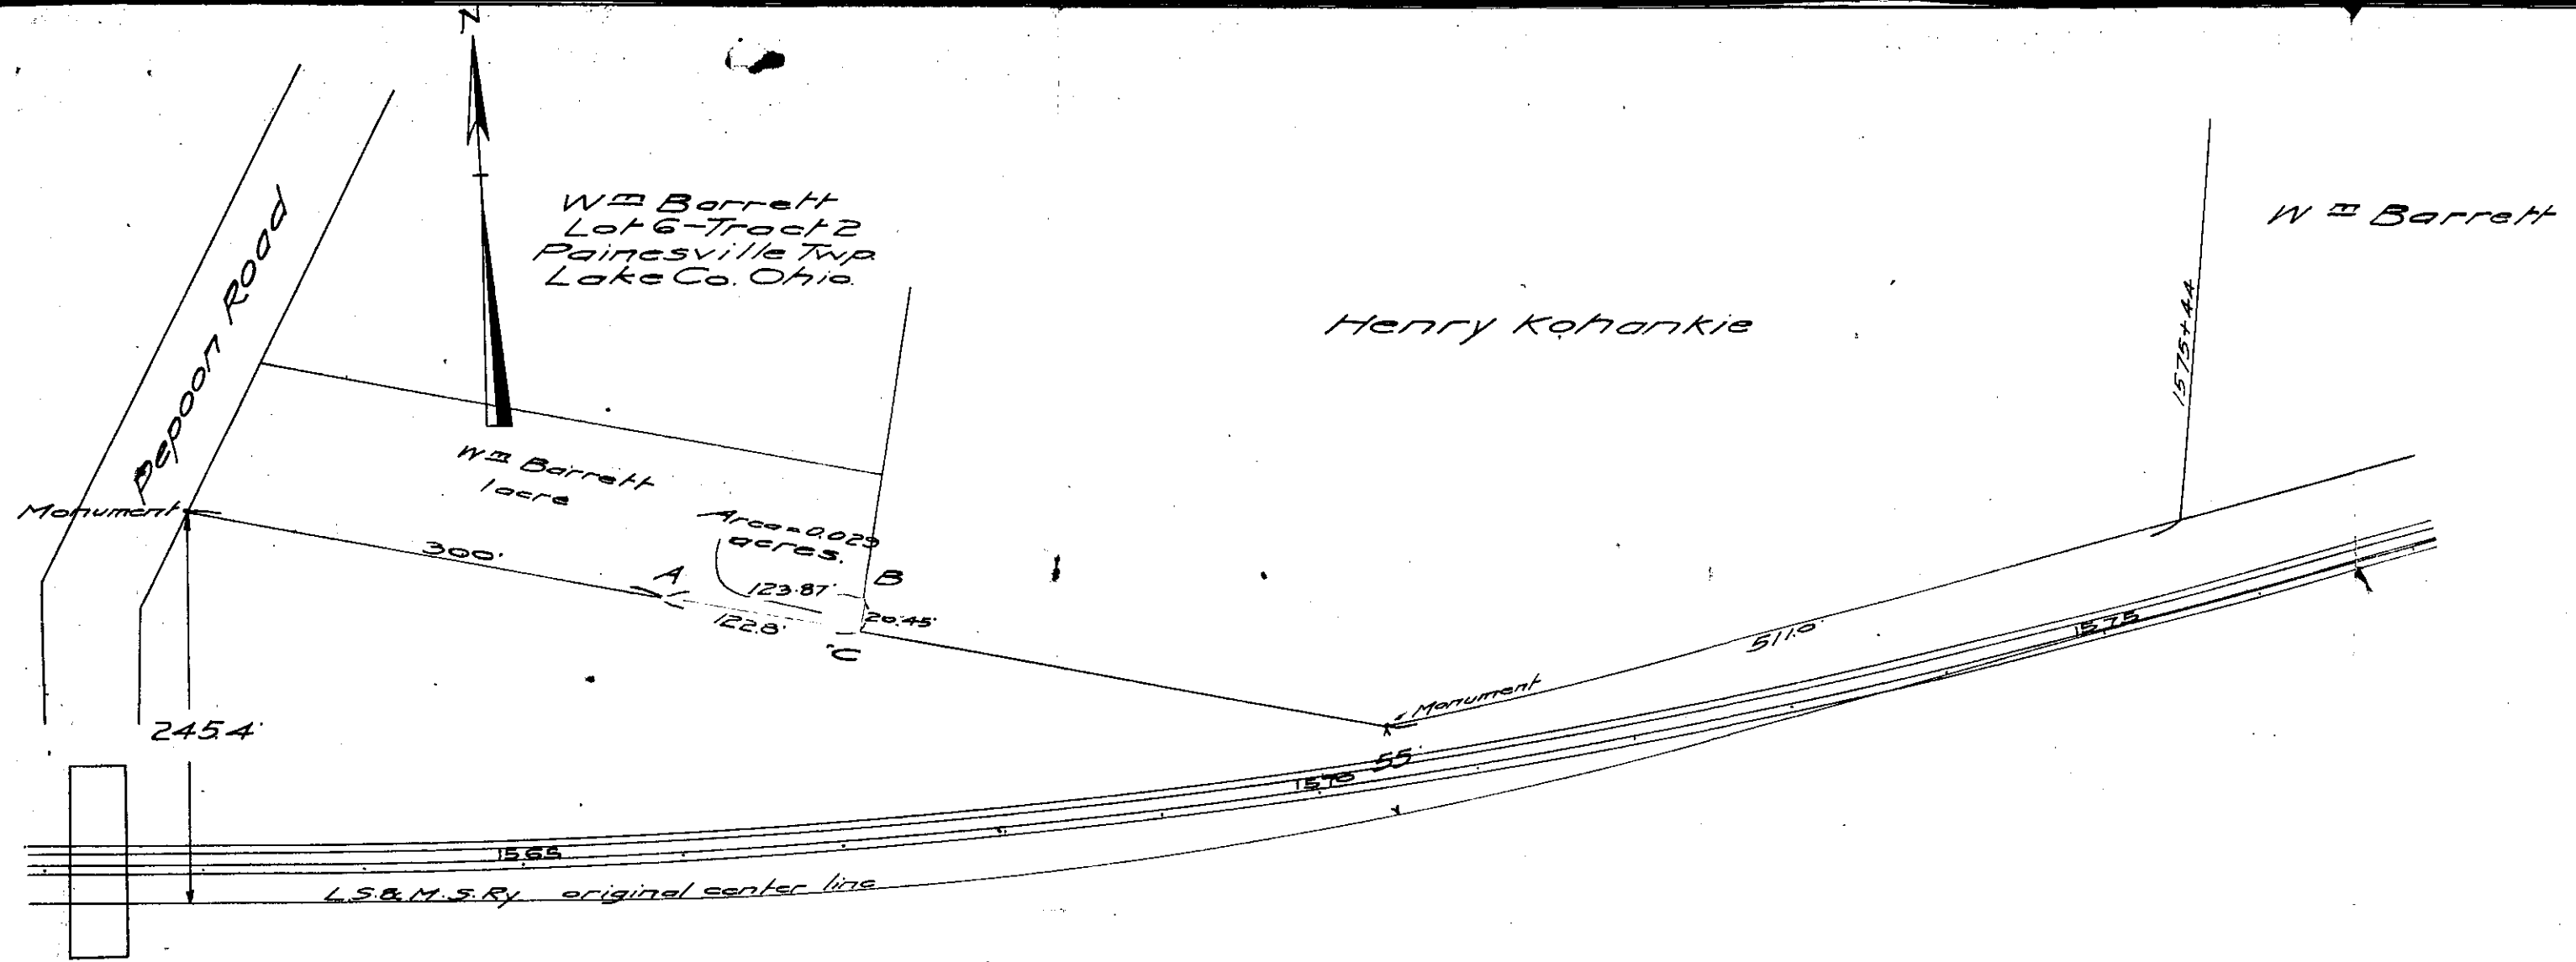 N
Pepoon Road
Wm Barrett
Lot 6-Tract 2
Painesville Twp.
Lake Co. Ohio.
Wm Barrett
Henry Kohankie
1575+44
Wm Barrett
1 acre
Monument
Area=0.029
acres.
300'
A
B
123.87'
122.8'
20.45'
C
511.0'
1575
Monument
245.4'
55'
1570
1565
L.S.& M.S. Ry. original center line